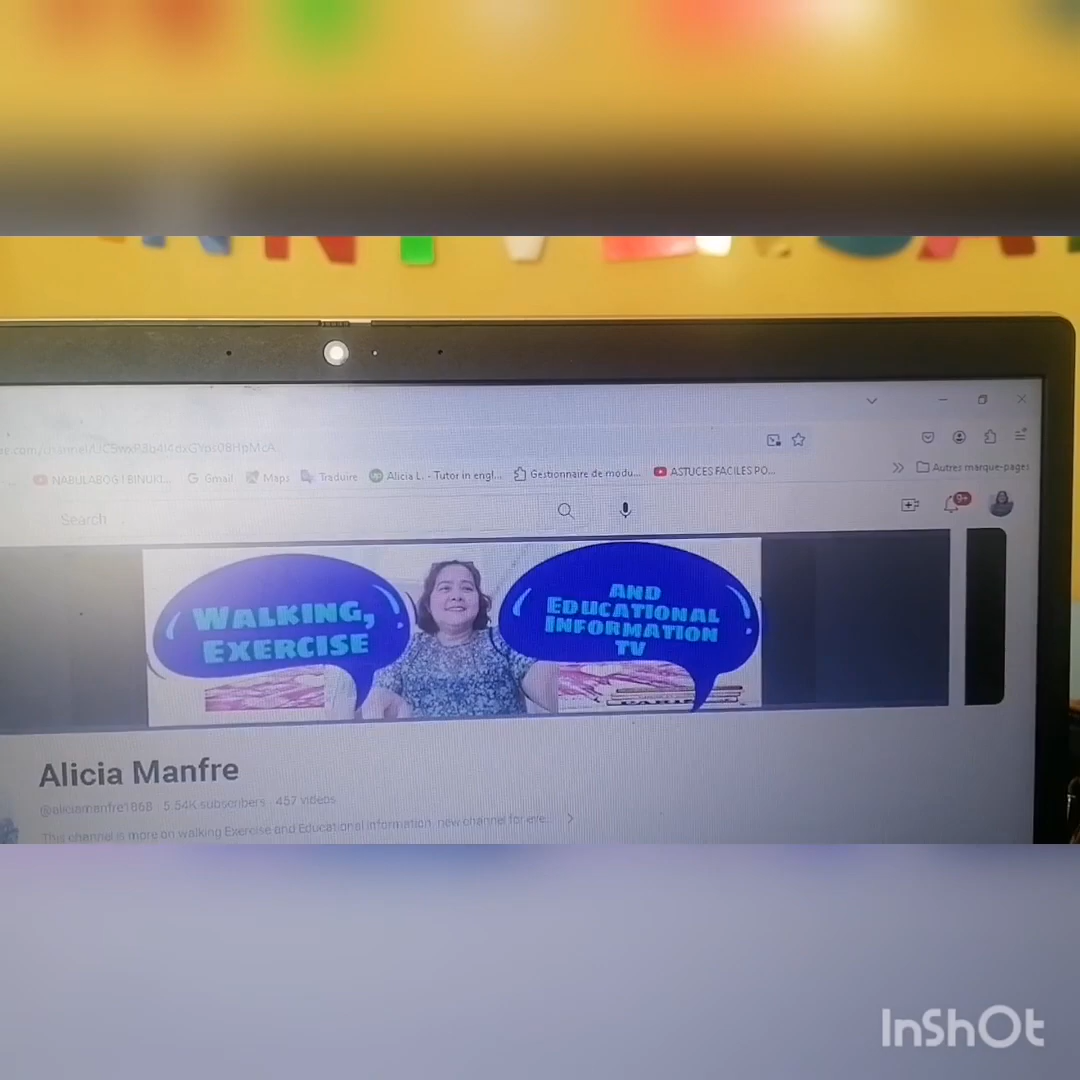 NABULABOG ! BINUKI...
Gmail
Maps
Traduire
Alicia L. - Tutor in engl...
Gestionnaire de modu...
ASTUCES FACILES PO...
Autres marque-pages
Search
9+
WALKING,
EXERCISE
AND
EDUCATIONAL
INFORMATION
TV
Alicia Manfre
@aliciamanfre1868 5.54K subscribers 457 videos
This channel is more on walking Exercise and Educational information new channel for eve...
InShOt